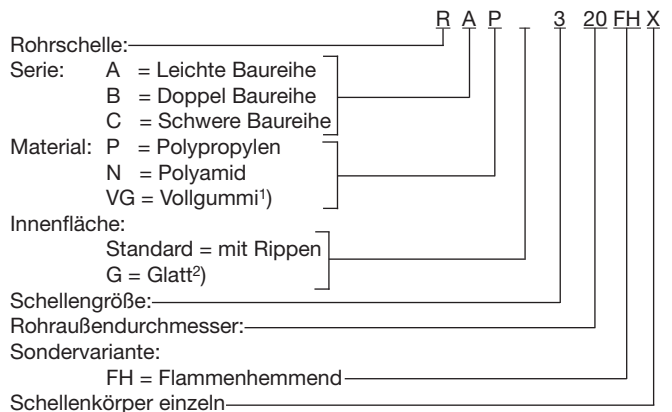 R A P _ 3 20 FH X
Rohrschelle:
Serie: A = Leichte Baureihe
B = Doppel Baureihe
C = Schwere Baureihe
Material: P = Polypropylen
N = Polyamid
VG = Vollgummi¹)
Innenfläche:
Standard = mit Rippen
G = Glatt²)
Schellengröße:
Rohraußendurchmesser:
Sondervariante:
FH = Flammenhemmend
Schellenkörper einzeln